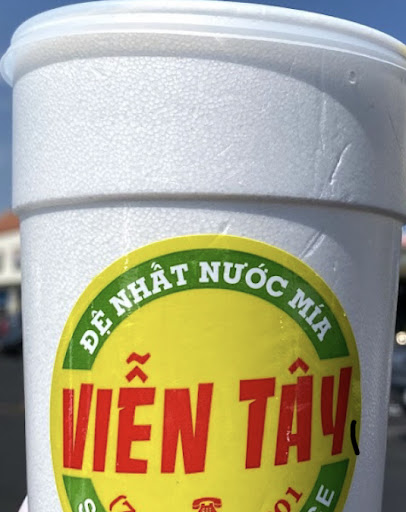 ĐỆ NHẤT NƯỚC MÍA
VIỄN TÂY